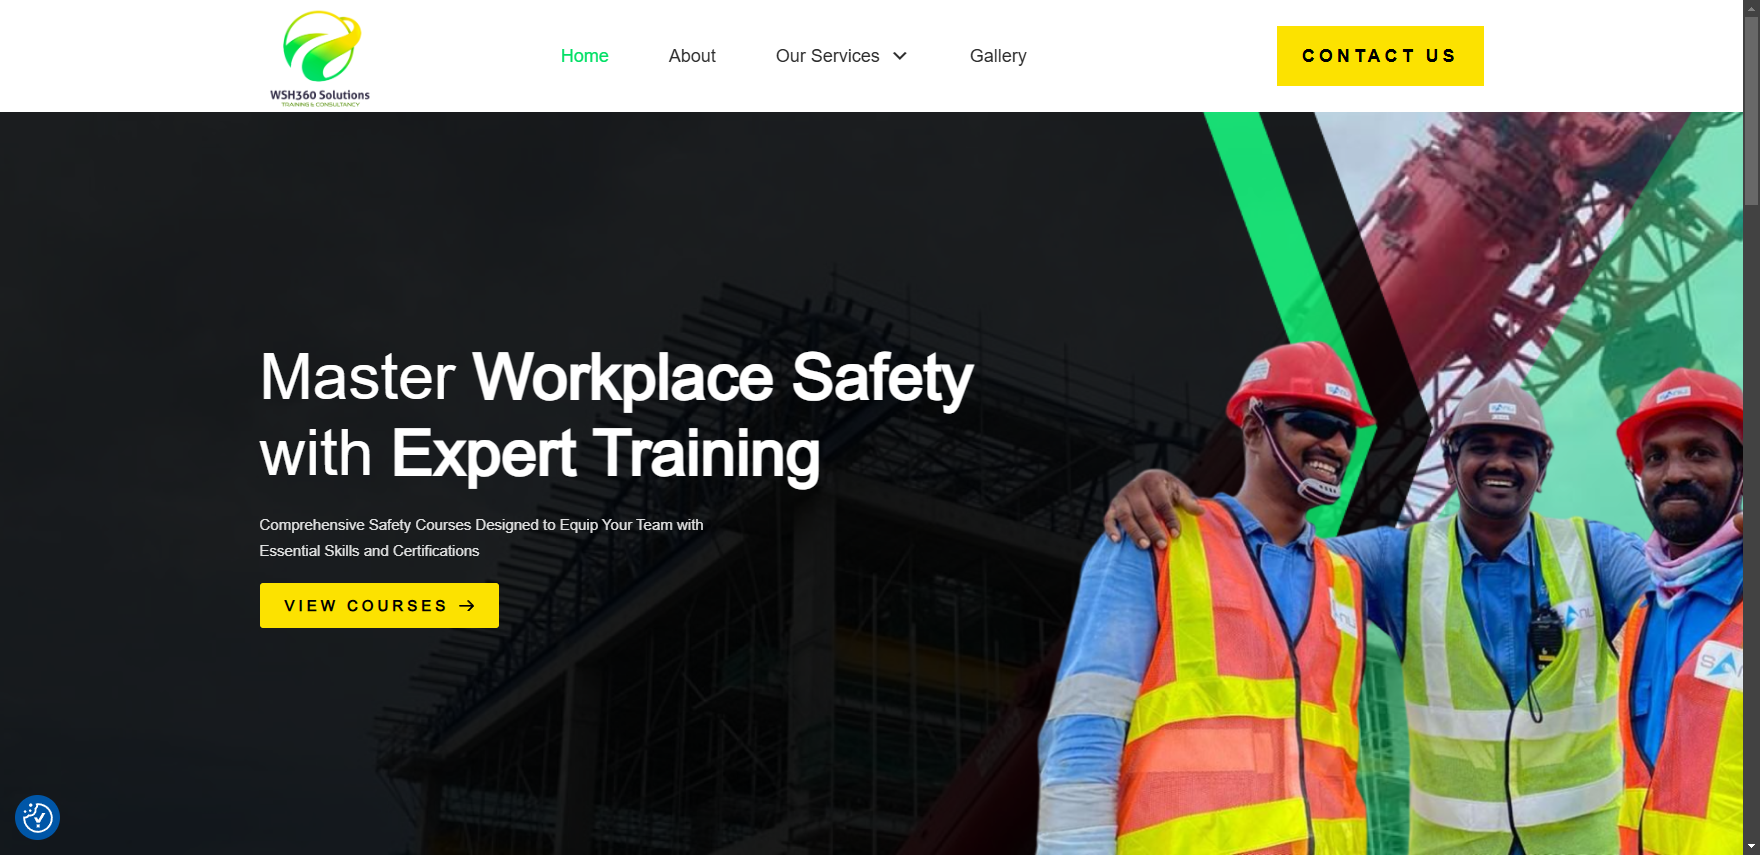 WSH360 Solutions
TRAINING & CONSULTANCY
Home
About
Our Services
Gallery
CONTACT US
Master Workplace Safety
with Expert Training
Comprehensive Safety Courses Designed to Equip Your Team with
Essential Skills and Certifications
VIEW COURSES